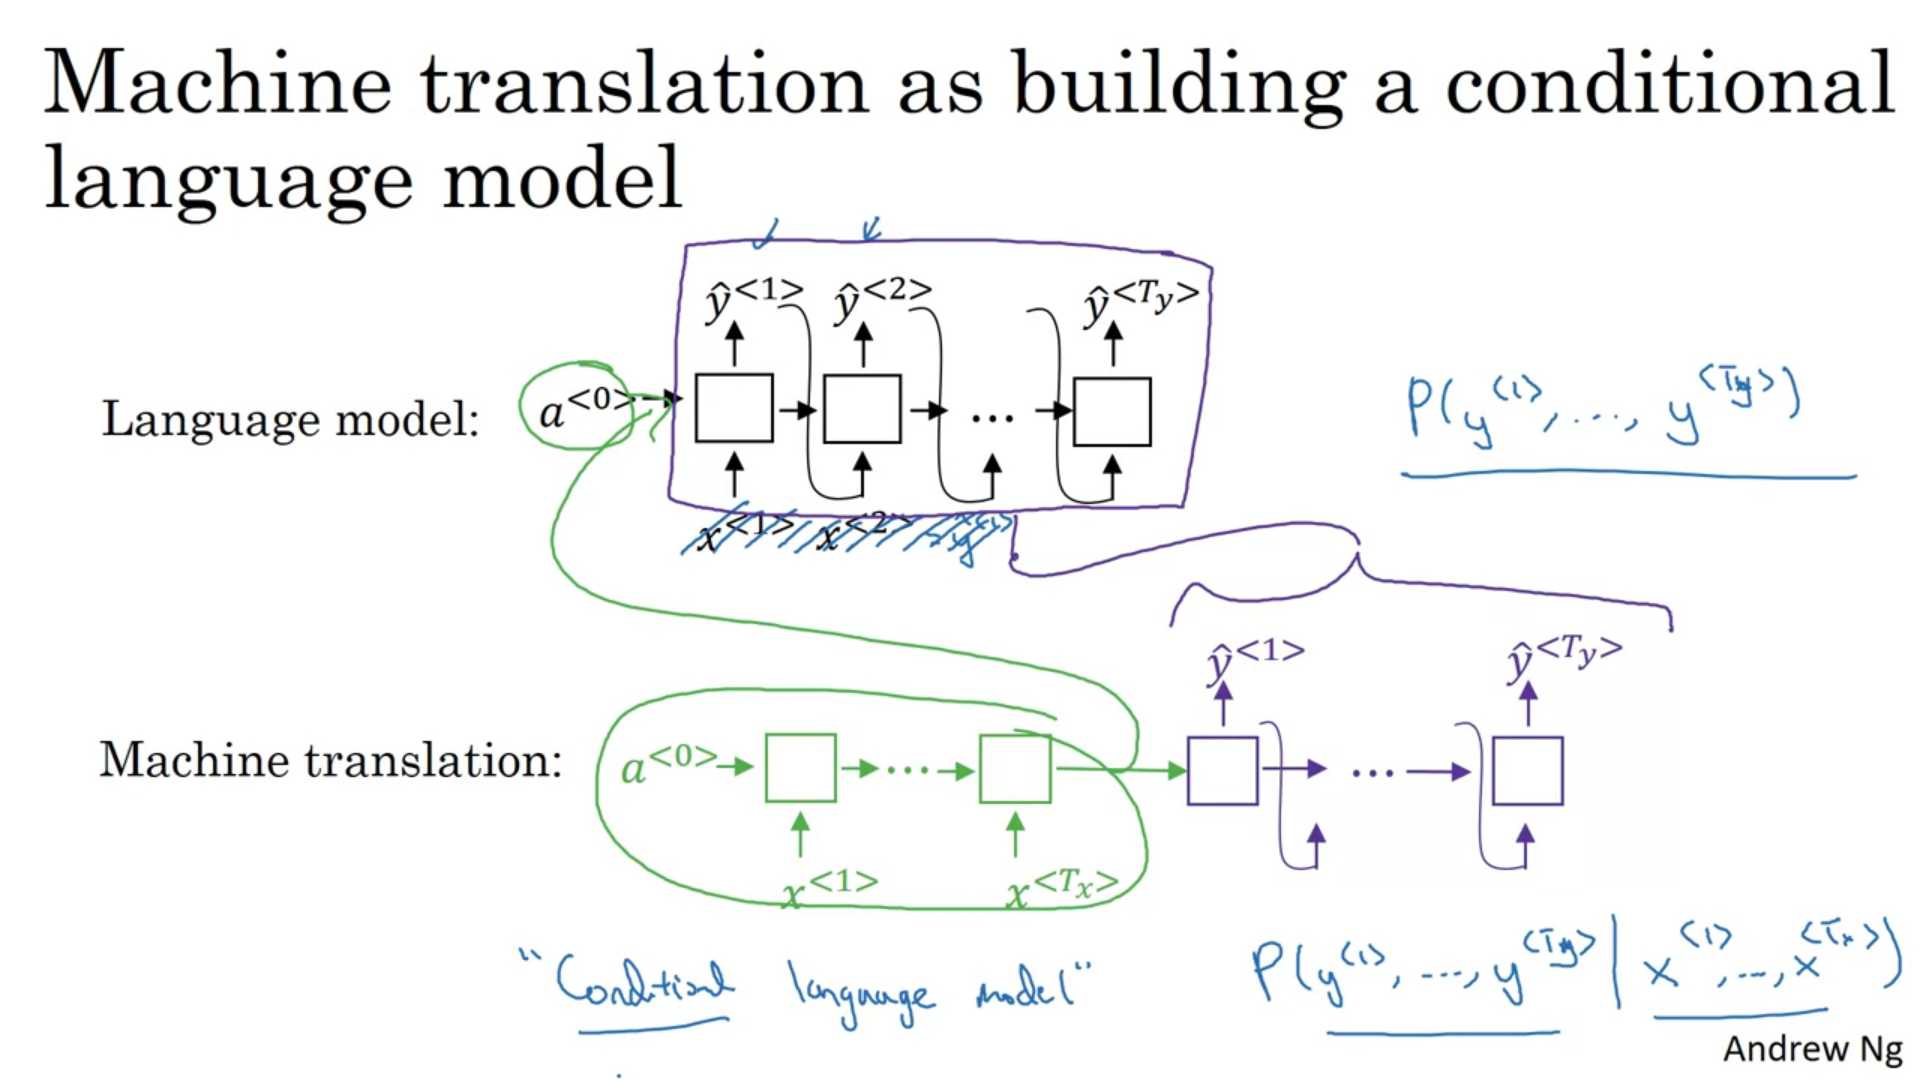 Machine translation as building a conditional
language model
ŷ<1> ŷ<2> ŷ<Ty>
Language model: a<0> ...
P(y<1>, ..., y<Ty>)
x<1> x<2>
ŷ<1> ŷ<Ty>
Machine translation: a<0> ... ...
x<1> x<Tx>
"Conditional language model"
P(y<1>, ..., y<Ty> | x<1>, ..., x<Tx>)
Andrew Ng